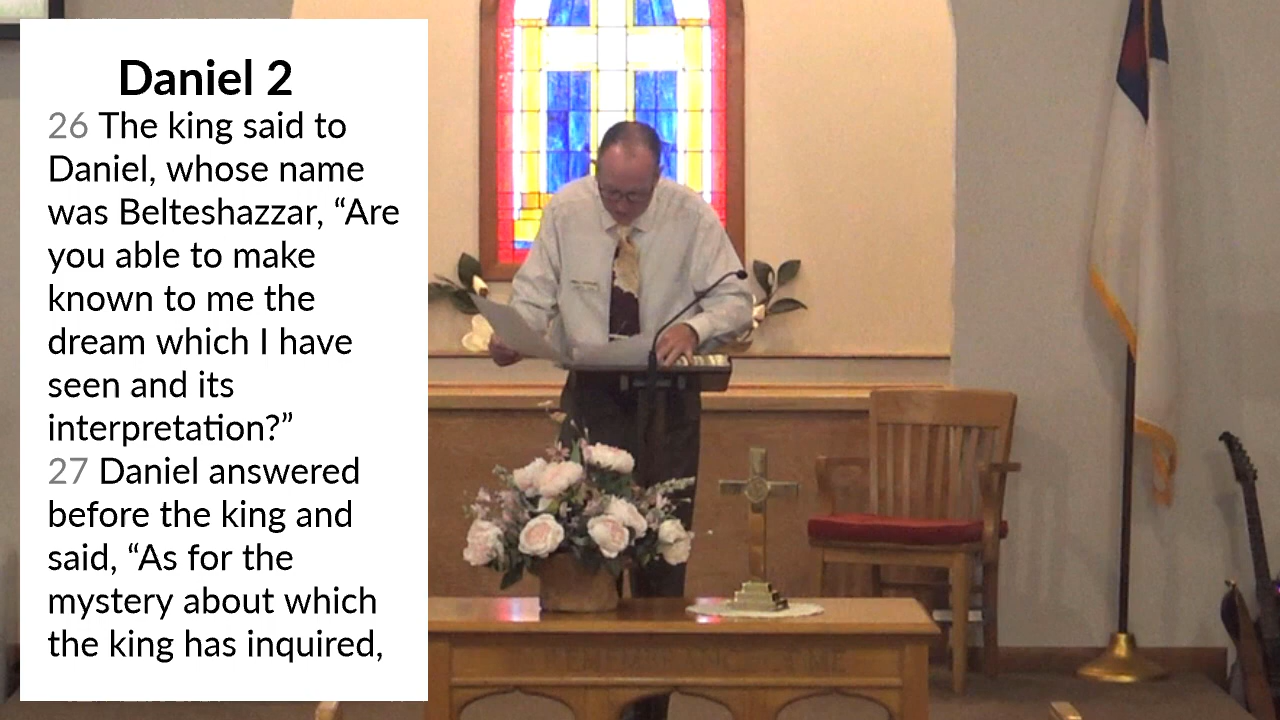 Daniel 2
26 The king said to
Daniel, whose name
was Belteshazzar, “Are
you able to make
known to me the
dream which I have
seen and its
interpretation?”
27 Daniel answered
before the king and
said, “As for the
mystery about which
the king has inquired,